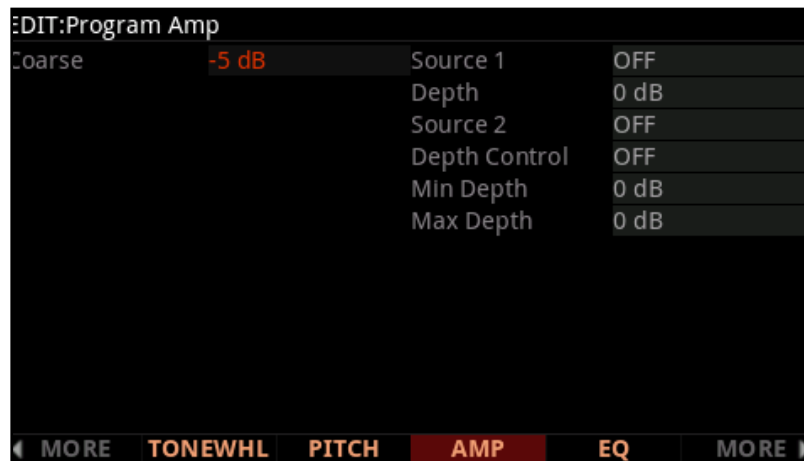 EDIT:Program Amp
Coarse -5 dB Source 1 OFF
Depth 0 dB
Source 2 OFF
Depth Control OFF
Min Depth 0 dB
Max Depth 0 dB
MORE TONEWHL PITCH AMP EQ MORE